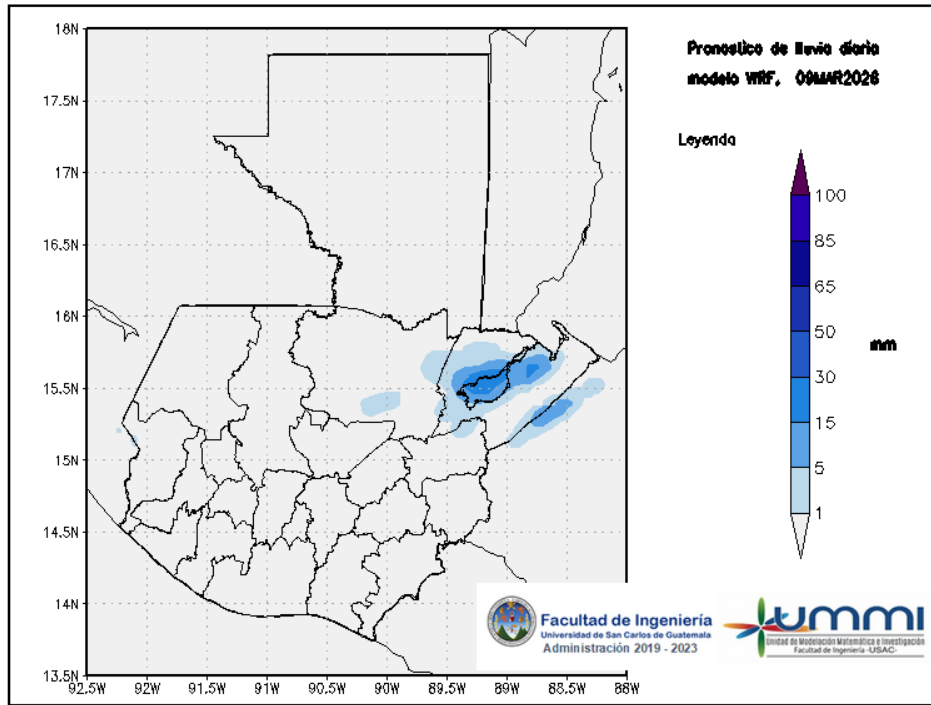 Pronostico de lluvia diaria
modelo WRF, 09MAR2026
Leyenda
100
85
65
50
30
15
5
1
mm
18N
17.5N
17N
16.5N
16N
15.5N
15N
14.5N
14N
13.5N
92.5W
92W
91.5W
91W
90.5W
90W
89.5W
89W
88.5W
88W
Facultad de Ingeniería
Universidad de San Carlos de Guatemala
Administración 2019 - 2023
ummi
Unidad de Modelación Matemática e Investigación
Facultad de Ingeniería -USAC-